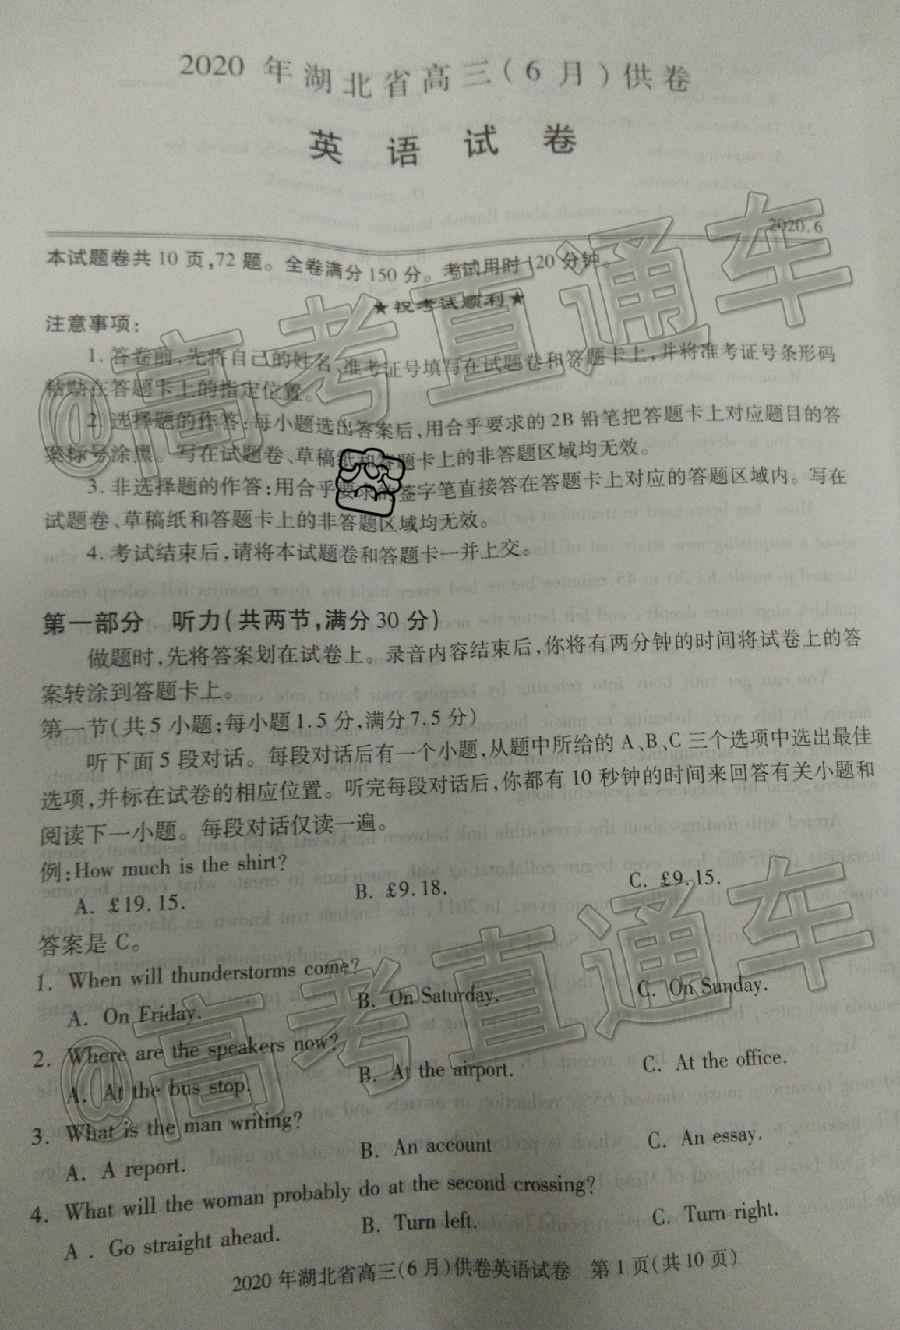 2020 年湖北省高三(6月)供卷
英语试卷
2020.6
本试题卷共 10 页,72 题。全卷满分 150 分。考试用时 120 分钟。
★祝考试顺利★
注意事项:
1. 答卷前,先将自己的姓名、准考证号填写在试题卷和答题卡上,并将准考证号条形码
粘贴在答题卡上的指定位置。
2. 选择题的作答:每小题选出答案后,用合乎要求的 2B 铅笔把答题卡上对应题目的答
案标号涂黑。写在试题卷、草稿纸和答题卡上的非答题区域均无效。
3. 非选择题的作答:用合乎要求的签字笔直接答在答题卡上对应的答题区域内。写在
试题卷、草稿纸和答题卡上的非答题区域均无效。
4. 考试结束后,请将本试题卷和答题卡一并上交。
第一部分 听力(共两节,满分 30 分)
做题时,先将答案划在试卷上。录音内容结束后,你将有两分钟的时间将试卷上的答
案转涂到答题卡上。
第一节(共 5 小题;每小题 1.5 分,满分 7.5 分)
听下面 5 段对话。每段对话后有一个小题,从题中所给的 A、B、C 三个选项中选出最佳
选项,并标在试卷的相应位置。听完每段对话后,你都有 10 秒钟的时间来回答有关小题和
阅读下一小题。每段对话仅读一遍。
例:How much is the shirt?
A. £19.15. B. £9.18. C. £9.15.
答案是 C。
1. When will thunderstorms come?
A. On Friday. B. On Saturday. C. On Sunday.
2. Where are the speakers now?
A. At the bus stop. B. At the airport. C. At the office.
3. What is the man writing?
A. A report. B. An account C. An essay.
4. What will the woman probably do at the second crossing?
A . Go straight ahead. B. Turn left. C. Turn right.
2020 年湖北省高三(6月)供卷英语试卷 第 1 页(共 10 页)
@高考直通车
@高考直通车